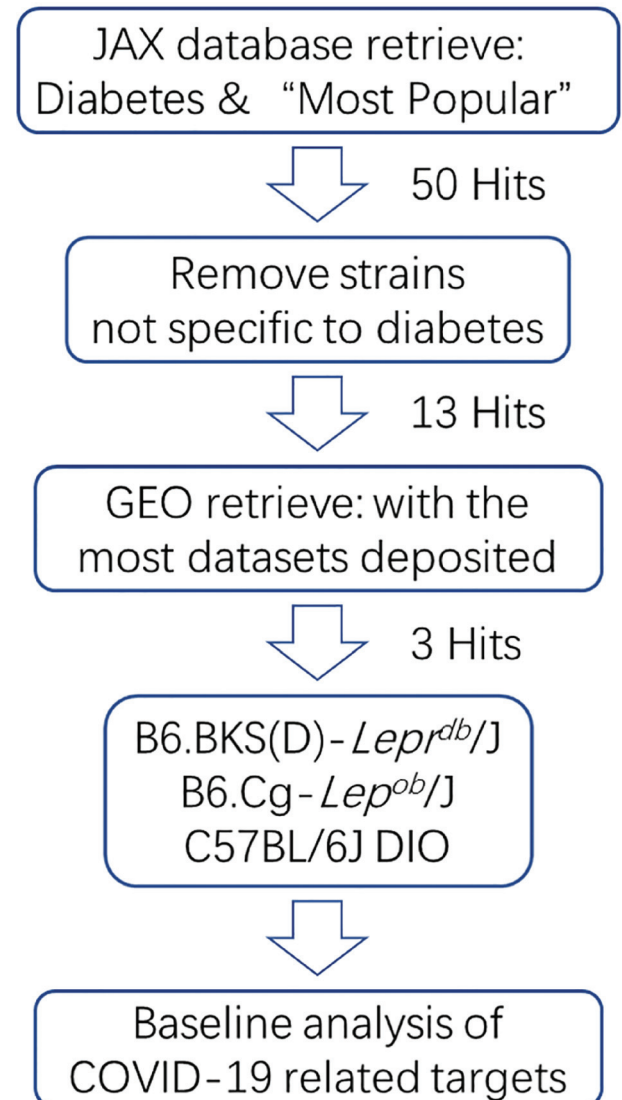 JAX database retrieve:
Diabetes & “Most Popular”
50 Hits
Remove strains
not specific to diabetes
13 Hits
GEO retrieve: with the
most datasets deposited
3 Hits
B6.BKS(D)-Lepr^db/J
B6.Cg-Lep^ob/J
C57BL/6J DIO
Baseline analysis of
COVID-19 related targets